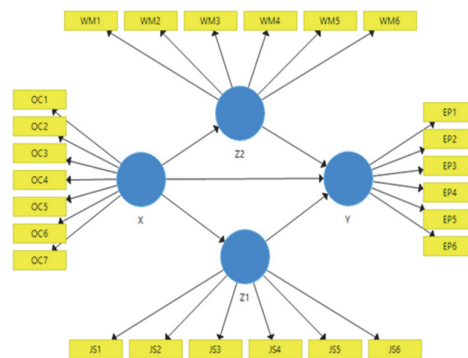 WM1 WM2 WM3 WM4 WM5 WM6
OC1
OC2
OC3
OC4
OC5
OC6
OC7
Z2
EP1
EP2
EP3
EP4
EP5
EP6
X
Y
Z1
JS1 JS2 JS3 JS4 JS5 JS6